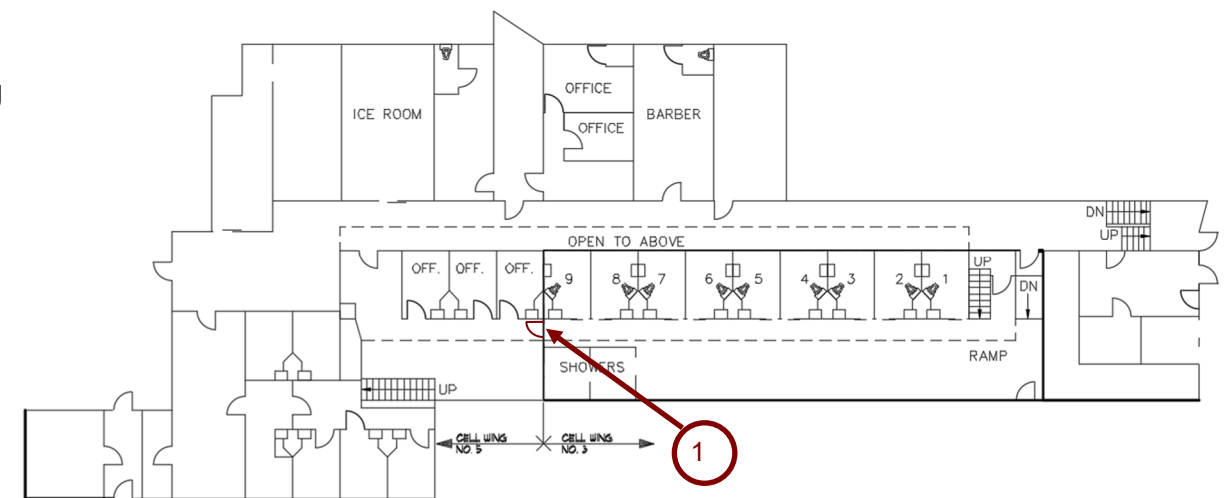 OFFICE
ICE ROOM
OFFICE
BARBER
DN
UP
OPEN TO ABOVE
OFF. OFF. OFF. 9 8 7 6 5 4 3 2 1 UP
DN
RAMP
SHOWERS
UP
CELL WING
NO. 5
CELL WING
NO. 3
1